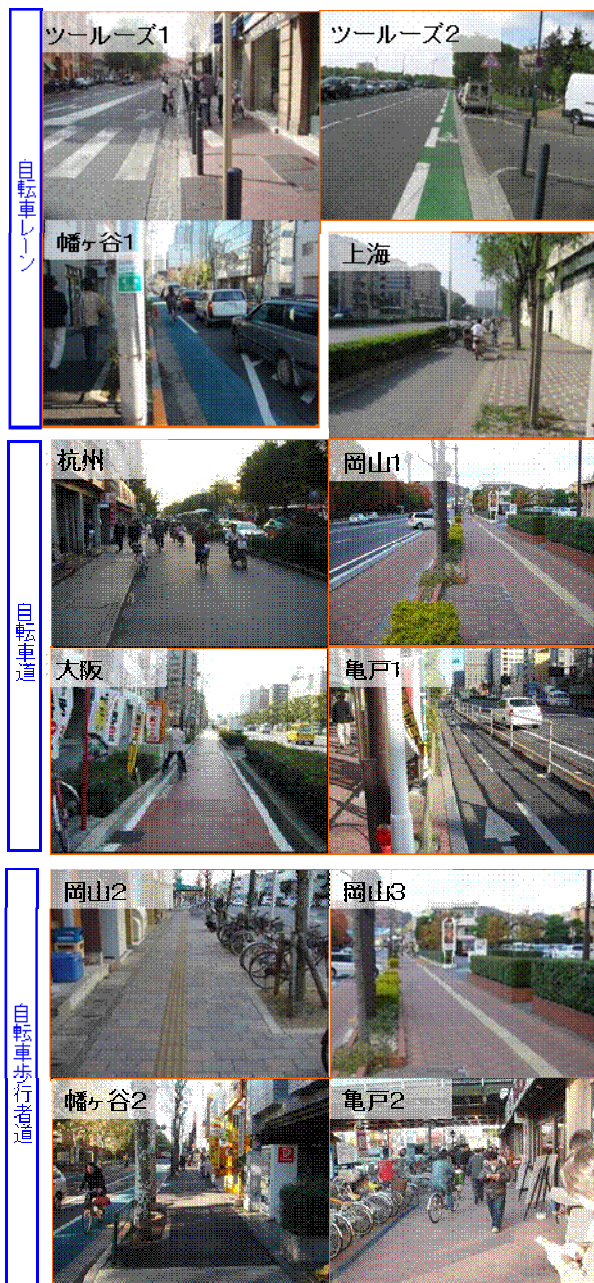 自転車レーン
ツールーズ1
ツールーズ2
幡ヶ谷1
上海
自転車道
杭州
岡山1
大阪
亀戸1
自転車歩行者道
岡山2
岡山3
幡ヶ谷2
亀戸2